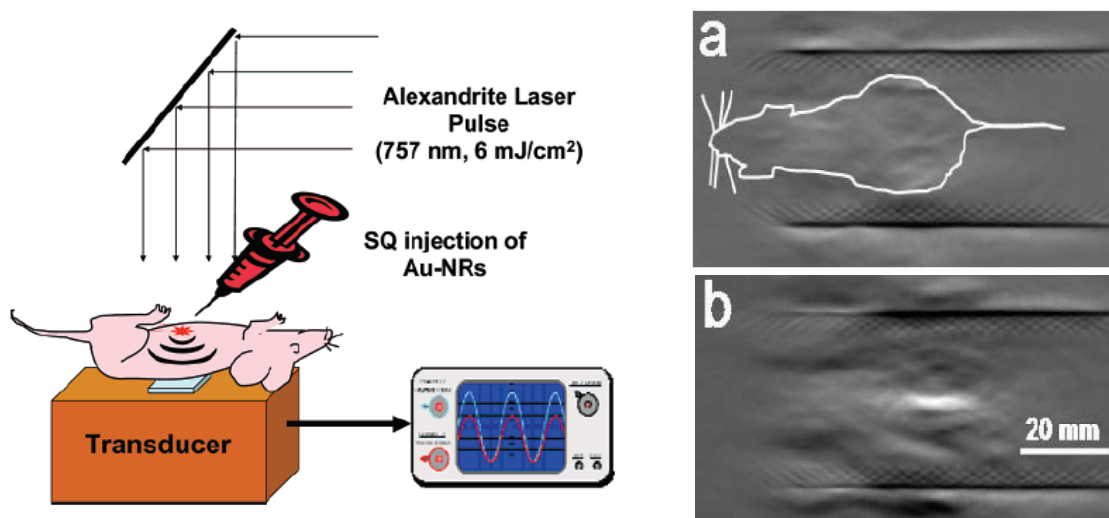 Alexandrite Laser
Pulse
(757 nm, 6 mJ/cm²)
SQ injection of
Au-NRs
Transducer
a
b
20 mm